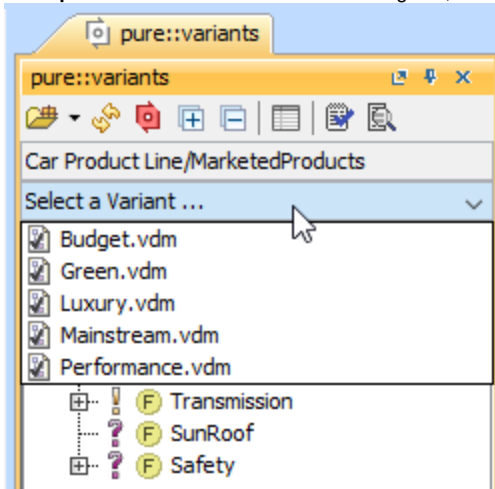 pure::variants
pure::variants
Car Product Line/MarketedProducts
Select a Variant ...
Budget.vdm
Green.vdm
Luxury.vdm
Mainstream.vdm
Performance.vdm
! F Transmission
? F SunRoof
? F Safety